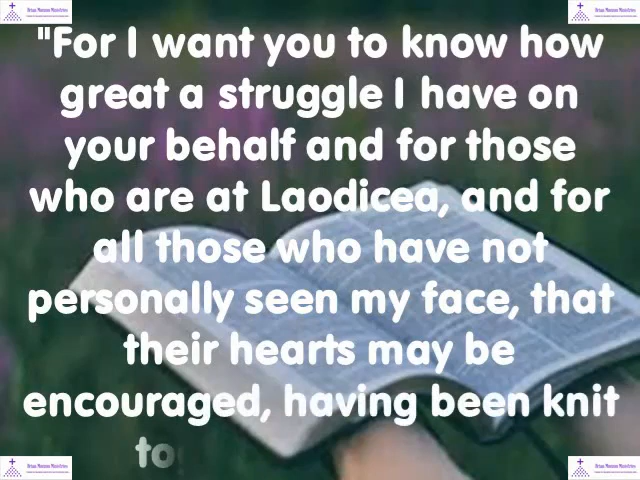 "For I want you to know how
great a struggle I have on
your behalf and for those
who are at Laodicea, and for
all those who have not
personally seen my face, that
their hearts may be
encouraged, having been knit
to